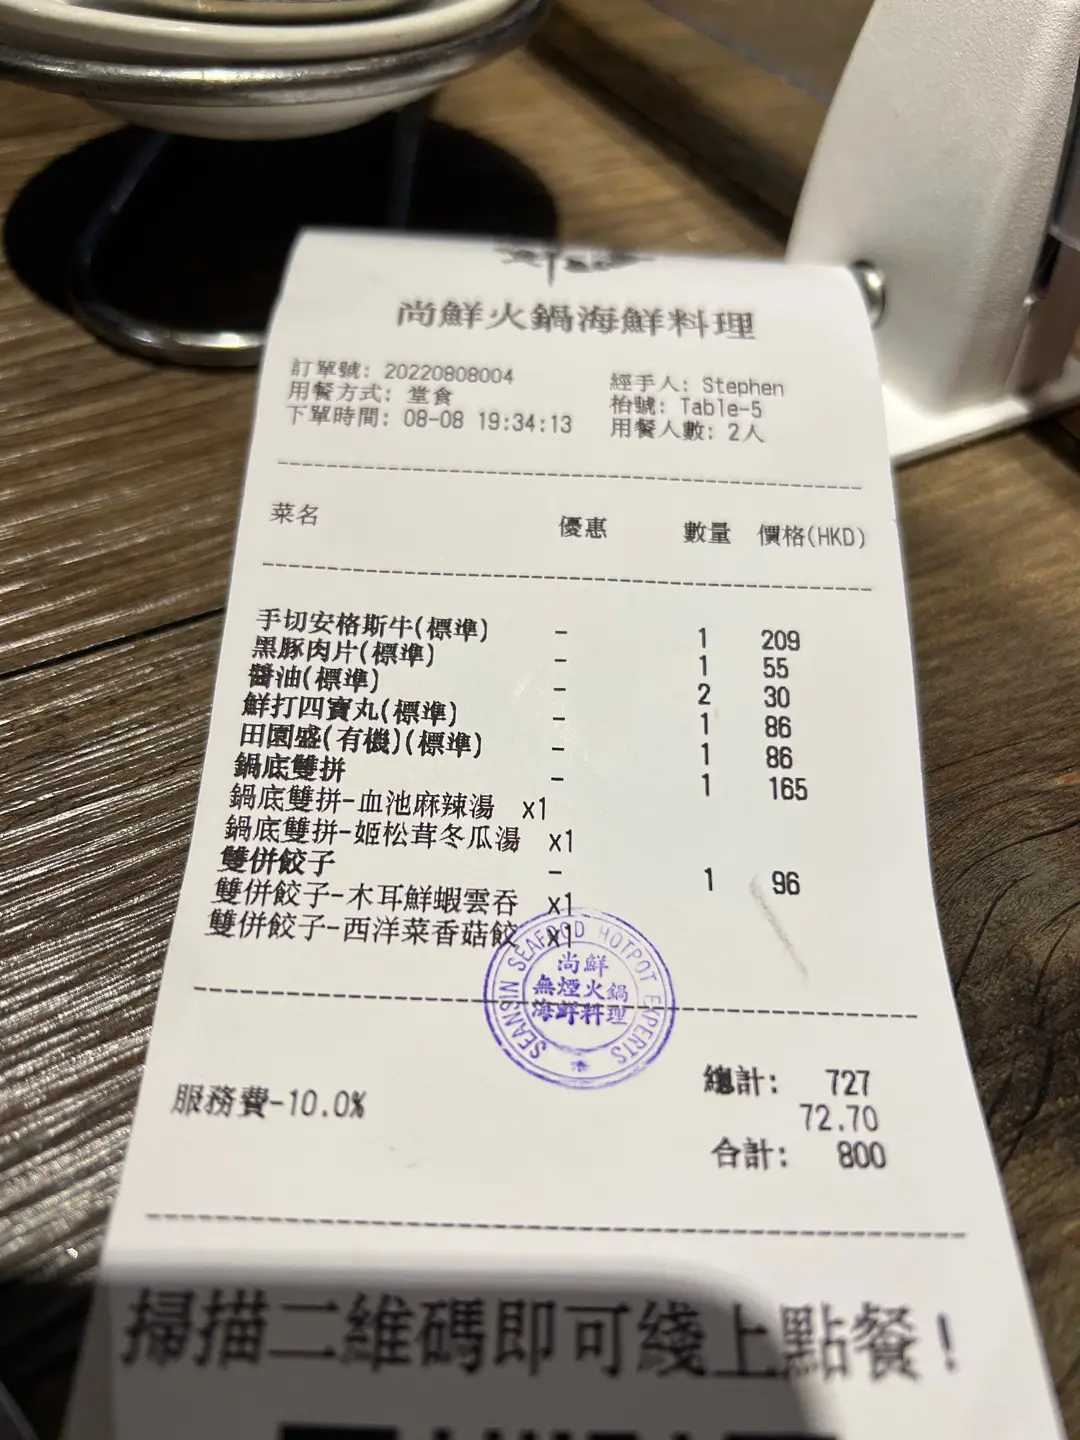 尚鮮火鍋海鮮料理
訂單號: 20220808004
經手人: Stephen
用餐方式: 堂食
枱號: Table-5
下單時間: 08-08 19:34:13
用餐人數: 2人
菜名 優惠 數量 價格(HKD)
手切安格斯牛(標準) - 1 209
黑豚肉片(標準) - 1 55
醬油(標準) - 2 30
鮮打四寶丸(標準) - 1 86
田園盛(有機)(標準) - 1 86
鍋底雙拼 - 1 165
鍋底雙拼-血池麻辣湯 x1
鍋底雙拼-姬松茸冬瓜湯 x1
雙併餃子 - 1 96
雙併餃子-木耳鮮蝦雲吞 x1
雙併餃子-西洋菜香菇餃 x1
SEANSIN SEAFOOD HOTPOT EXPERTS
尚鮮
無煙火鍋
海鮮料理
總計: 727
服務費-10.0% 72.70
合計: 800
掃描二維碼即可綫上點餐!